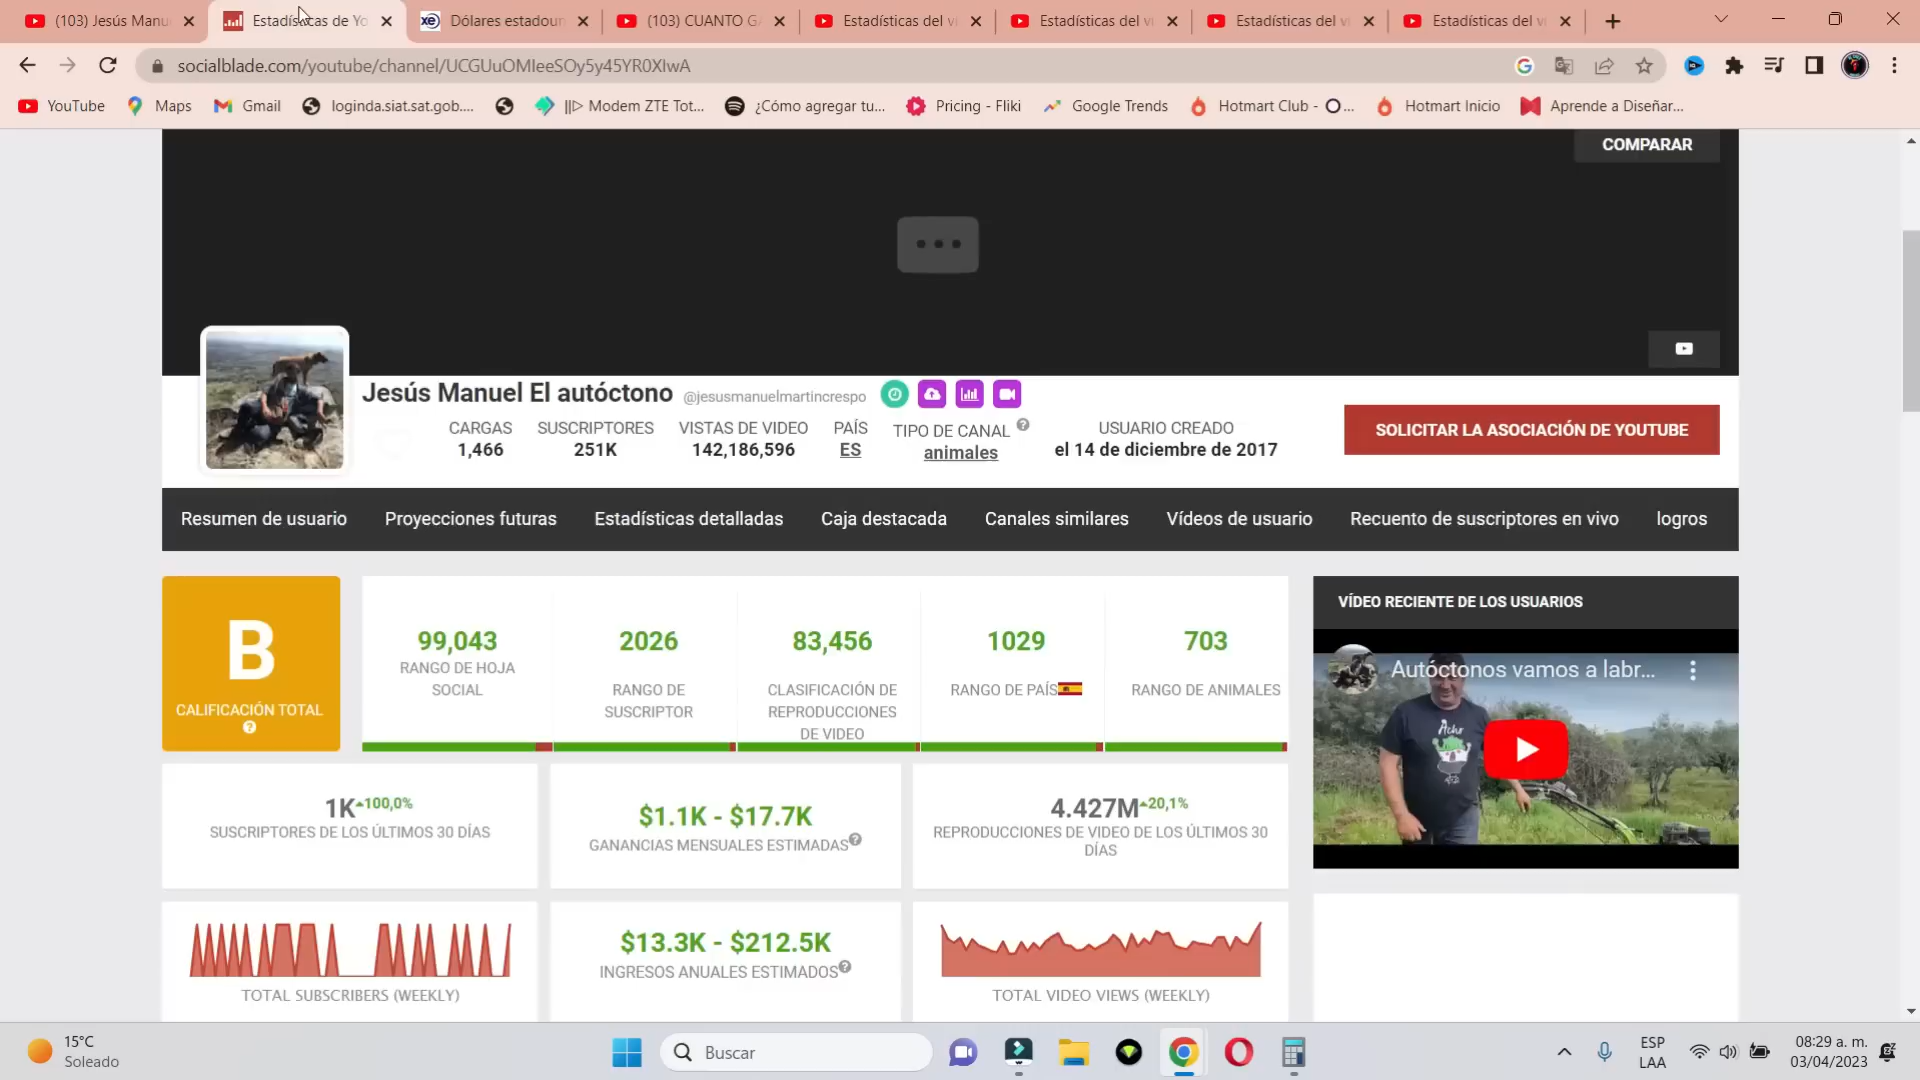 (103) Jesús Manu
Estadísticas de Yo
Dólares estadoun
(103) CUANTO GA
Estadísticas del vi
Estadísticas del vi
Estadísticas del vi
Estadísticas del vi
socialblade.com/youtube/channel/UCGUuOMIeeSOy5y45YR0XIwA
YouTube
Maps
Gmail
loginda.siat.sat.gob....
||▷ Modem ZTE Tot...
¿Cómo agregar tu...
Pricing - Fliki
Google Trends
Hotmart Club - O...
Hotmart Inicio
Aprende a Diseñar...
COMPARAR
Jesús Manuel El autóctono @jesusmanuelmartincrespo
CARGAS
1,466
SUSCRIPTORES
251K
VISTAS DE VIDEO
142,186,596
PAÍS
ES
TIPO DE CANAL
animales
USUARIO CREADO
el 14 de diciembre de 2017
SOLICITAR LA ASOCIACIÓN DE YOUTUBE
Resumen de usuario
Proyecciones futuras
Estadísticas detalladas
Caja destacada
Canales similares
Vídeos de usuario
Recuento de suscriptores en vivo
logros
B
CALIFICACIÓN TOTAL
99,043
RANGO DE HOJA
SOCIAL
2026
RANGO DE
SUSCRIPTOR
83,456
CLASIFICACIÓN DE
REPRODUCCIONES
DE VIDEO
1029
RANGO DE PAÍS
703
RANGO DE ANIMALES
VÍDEO RECIENTE DE LOS USUARIOS
Autóctonos vamos a labr...
Achr
1K 100,0%
SUSCRIPTORES DE LOS ÚLTIMOS 30 DÍAS
$1.1K - $17.7K
GANANCIAS MENSUALES ESTIMADAS
4.427M 20,1%
REPRODUCCIONES DE VIDEO DE LOS ÚLTIMOS 30
DÍAS
TOTAL SUBSCRIBERS (WEEKLY)
$13.3K - $212.5K
INGRESOS ANUALES ESTIMADOS
TOTAL VIDEO VIEWS (WEEKLY)
15°C
Soleado
Buscar
ESP
LAA
08:29 a. m.
03/04/2023